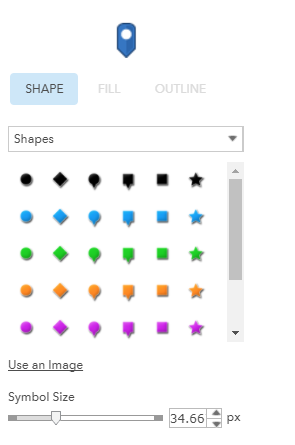 SHAPE FILL OUTLINE
Shapes
Use an Image
Symbol Size
34.66 px